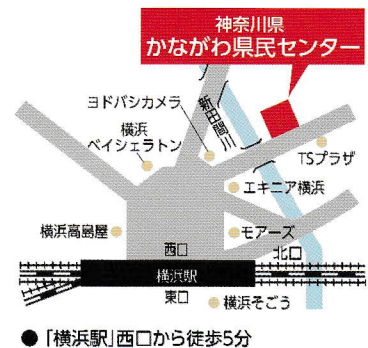 神奈川県
かながわ県民センター
ヨドバシカメラ
新田間川
横浜
ベイシェラトン
TSプラザ
エキニア横浜
横浜高島屋
モアーズ
西口
北口
横浜駅
東口
横浜そごう
●「横浜駅」西口から徒歩5分